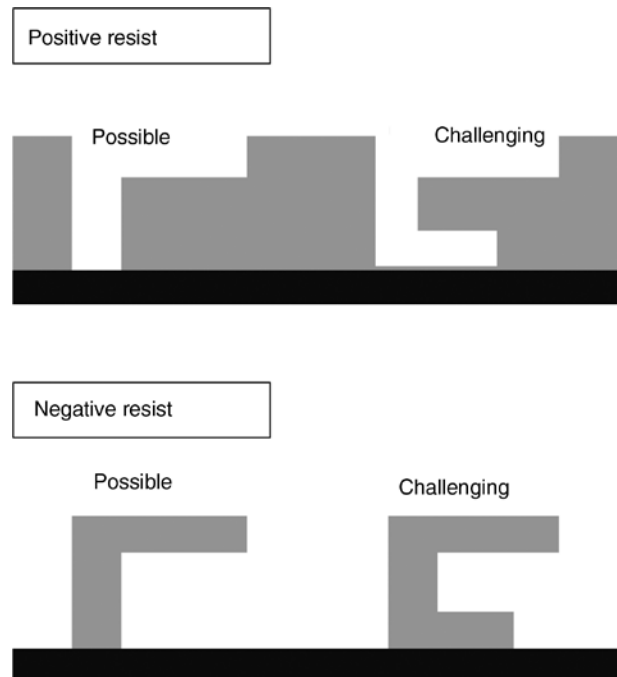 Positive resist
Possible
Challenging
Negative resist
Possible
Challenging